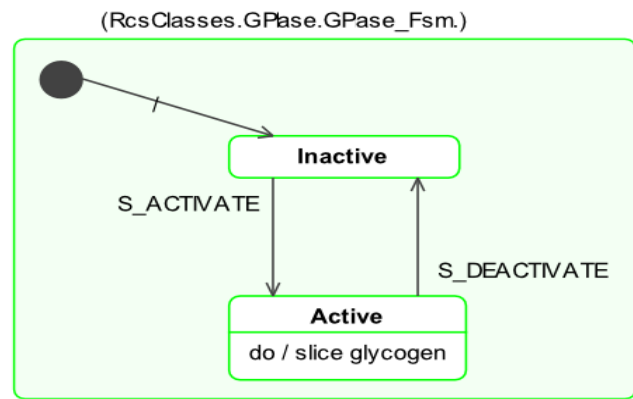 (RcsClasses.GPlase.GPase_Fsm.)
Inactive
S_ACTIVATE
S_DEACTIVATE
Active
do / slice glycogen